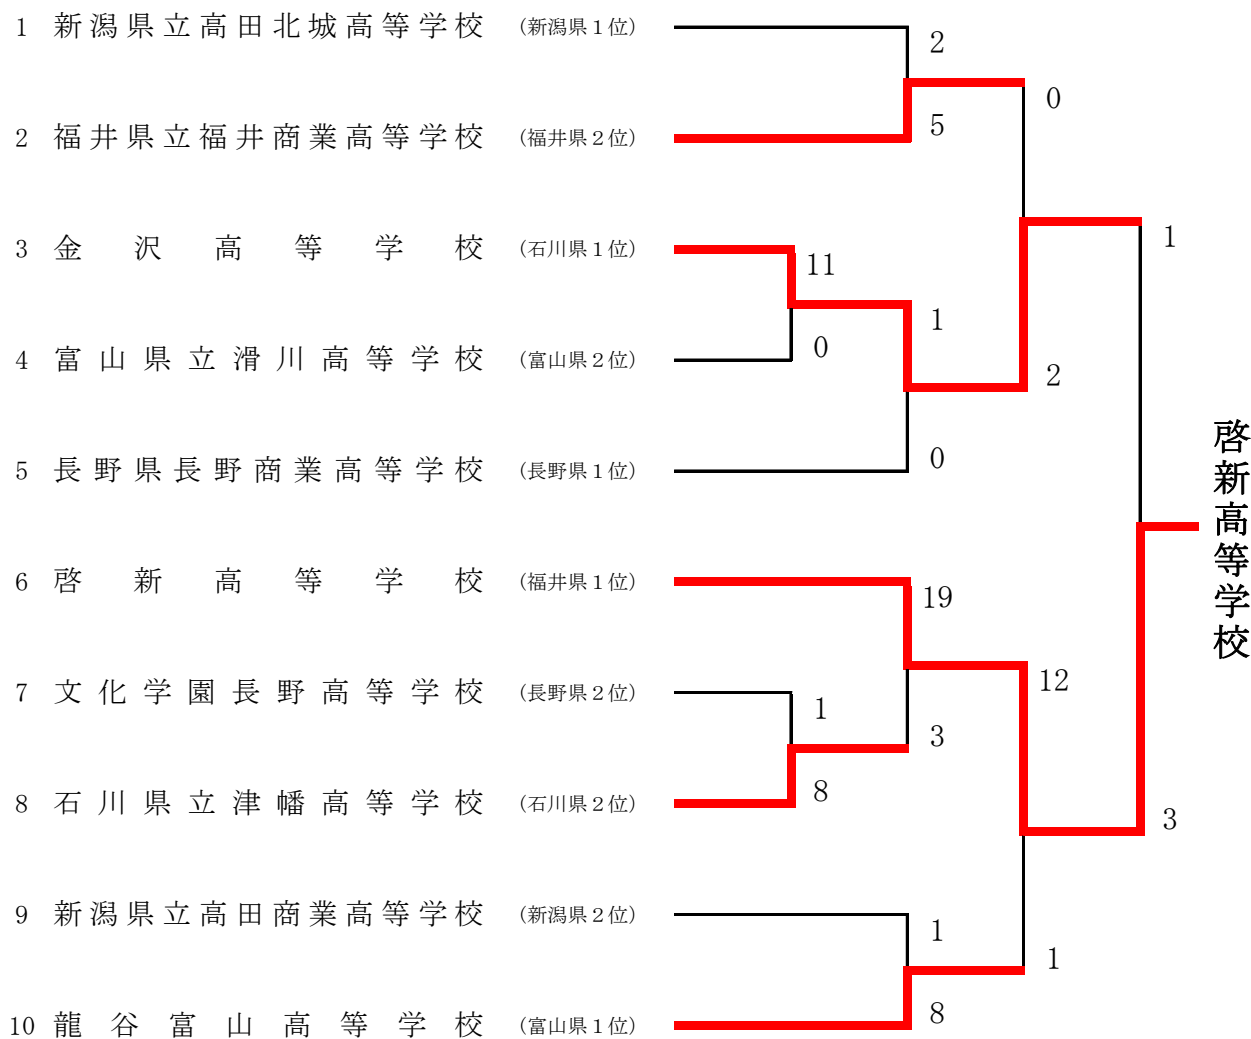 1 新潟県立高田北城高等学校 (新潟県1位)
2
0
2 福井県立福井商業高等学校 (福井県2位)
5
3 金沢高等学校 (石川県1位)
11
1
1
4 富山県立滑川高等学校 (富山県2位)
0
2
5 長野県長野商業高等学校 (長野県1位)
0
啓新高等学校
6 啓新高等学校 (福井県1位)
19
12
7 文化学園長野高等学校 (長野県2位)
1
3
8 石川県立津幡高等学校 (石川県2位)
8
3
9 新潟県立高田商業高等学校 (新潟県2位)
1
1
10 龍谷富山高等学校 (富山県1位)
8